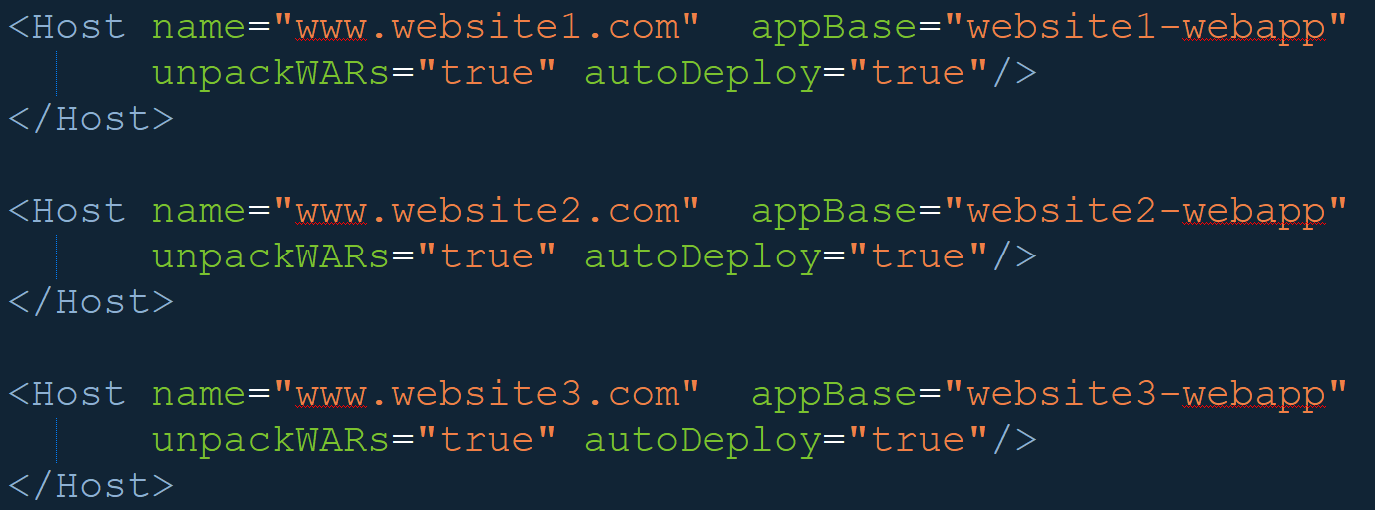 <Host name="www.website1.com"  appBase="website1-webapp"
      unpackWARs="true" autoDeploy="true"/>
</Host>

<Host name="www.website2.com"  appBase="website2-webapp"
      unpackWARs="true" autoDeploy="true"/>
</Host>

<Host name="www.website3.com"  appBase="website3-webapp"
      unpackWARs="true" autoDeploy="true"/>
</Host>